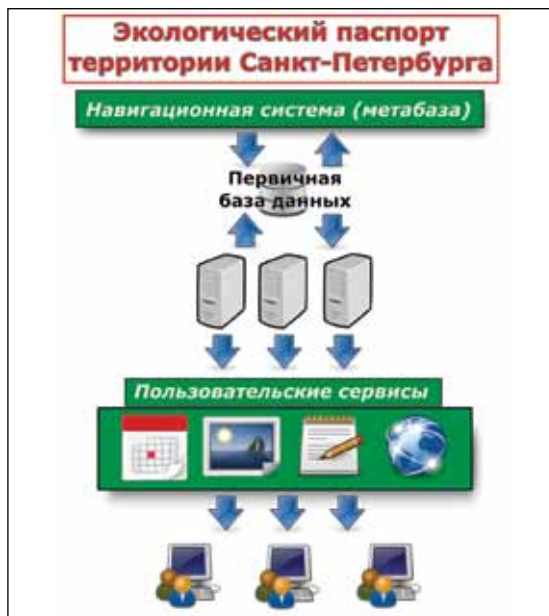 Экологический паспорт
территории Санкт-Петербурга
Навигационная система (метабаза)
Первичная
база данных
Пользовательские сервисы